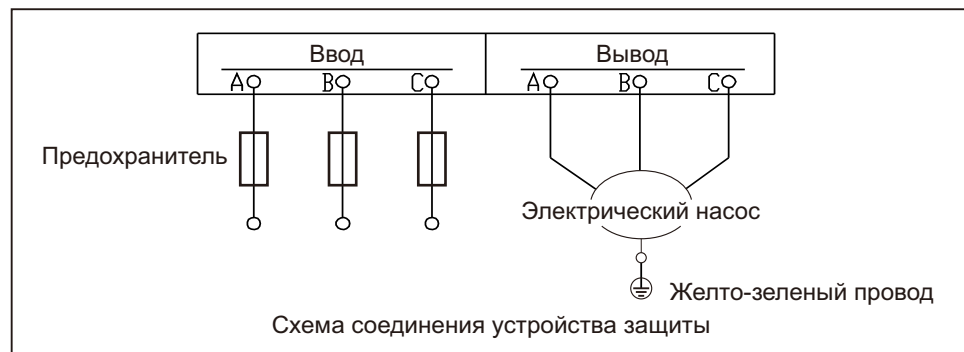 Ввод Вывод
A B C A B C
Предохранитель
Электрический насос
Желто-зеленый провод
Схема соединения устройства защиты